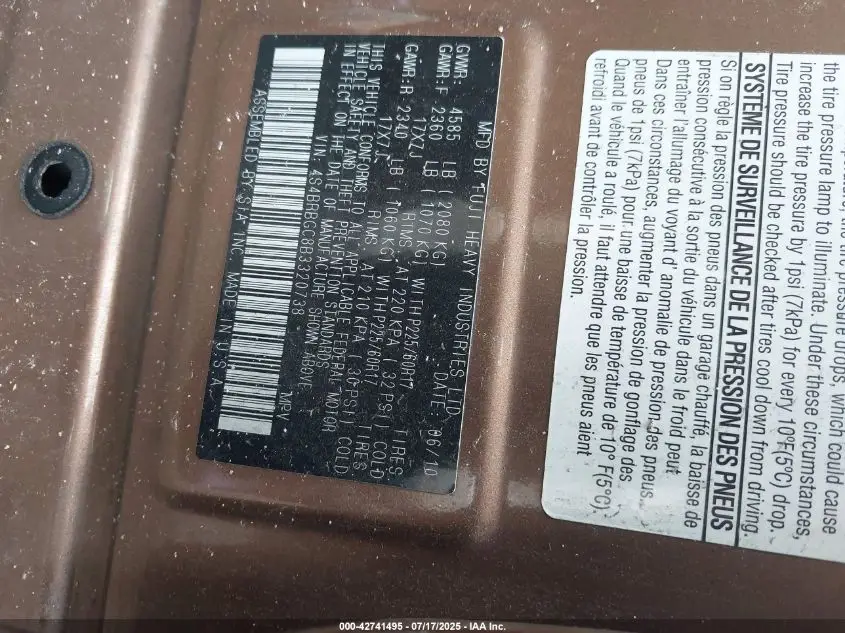 MFD BY FUJI HEAVY INDUSTRIES LTD.
GVWR: 4585 LB (2080 KG) DATE: 06/10
GAWR:F 2360 LB (1070 KG) WITH P225/60R17 TIRES
17X7J RIMS AT 220 KPA (32 PSI) COLD
GAWR:R 2340 LB (1060 KG) WITH P225/60R17 TIRES
17X7J RIMS AT 210 KPA (30 PSI) COLD
THIS VEHICLE CONFORMS TO ALL APPLICABLE FEDERAL MOTOR
VEHICLE SAFETY AND THEFT PREVENTION STANDARDS
IN EFFECT ON THE DATE OF MANUFACTURE SHOWN ABOVE.
VIN: 4S4BRBGC8B3320738 MPV
ASSEMBLED BY SIA INC. MADE IN U.S.A.
the tire pressure lamp to illuminate. Under these circumstances,
increase the tire pressure by 1psi (7kPa) for every 10°F(5°C) drop.
Tire pressure should be checked after tires cool down from driving.
SYSTÈME DE SURVEILLANCE DE LA PRESSION DES PNEUS
Si on règle la pression des pneus dans un garage chauffé, la baisse de
pression consécutive à la sortie du véhicule dans le froid peut
entraîner l'allumage du voyant d'anomalie de pression des pneus.
Dans ces circonstances, augmenter la pression de gonflage des
pneus de 1psi (7kPa) pour une baisse de température de 10° F(5°C).
Quand le véhicule a roulé, il faut attendre que les pneus aient
refroidi avant de contrôler la pression.
000-42741495 - 07/17/2025 - IAA Inc.